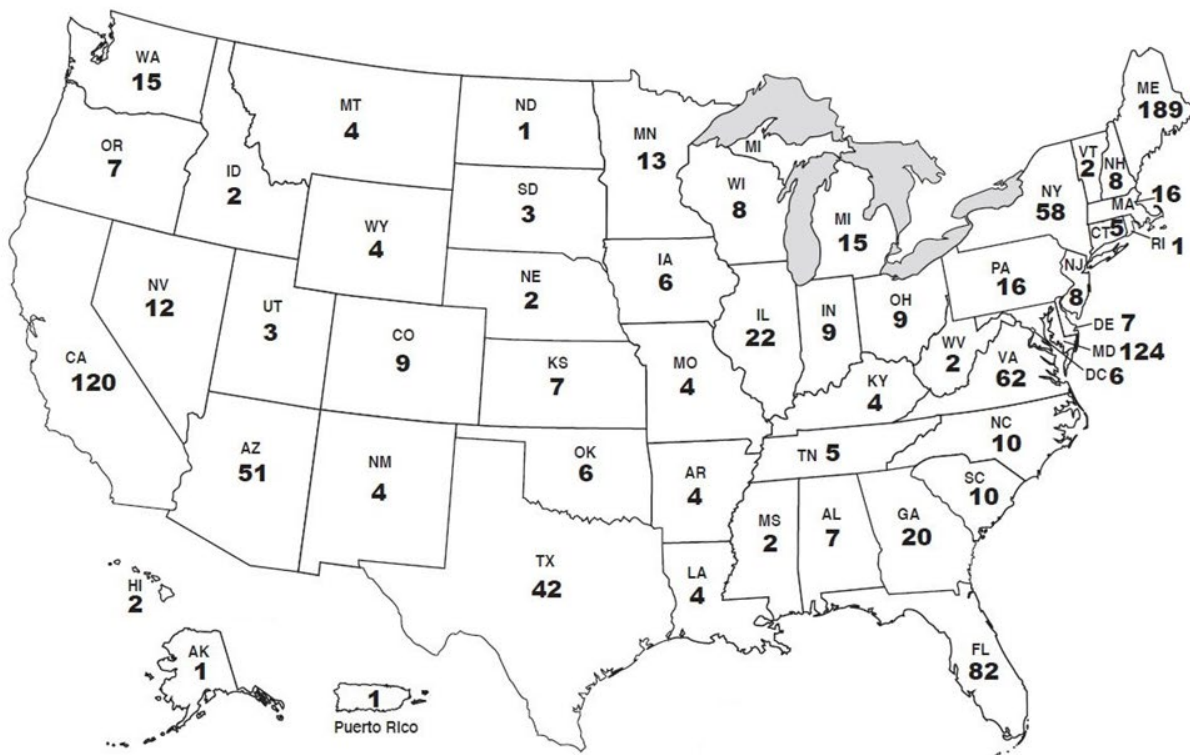 WA
15
MT
4
ND
1
MN
13
MI
ME
189
OR
7
ID
2
SD
3
WI
8
MI
15
NY
58
VT
2
NH
8
MA
16
CT
5
RI 1
WY
4
IA
6
NE
2
PA
16
NJ
8
NV
12
UT
3
CO
9
IL
22
IN
9
OH
9
DE 7
MD 124
DC 6
WV
2
VA
62
CA
120
KS
7
MO
4
KY
4
AZ
51
NM
4
OK
6
AR
4
TN 5
NC
10
SC
10
MS
2
AL
7
GA
20
TX
42
LA
4
HI
2
FL
82
AK
1
1
Puerto Rico